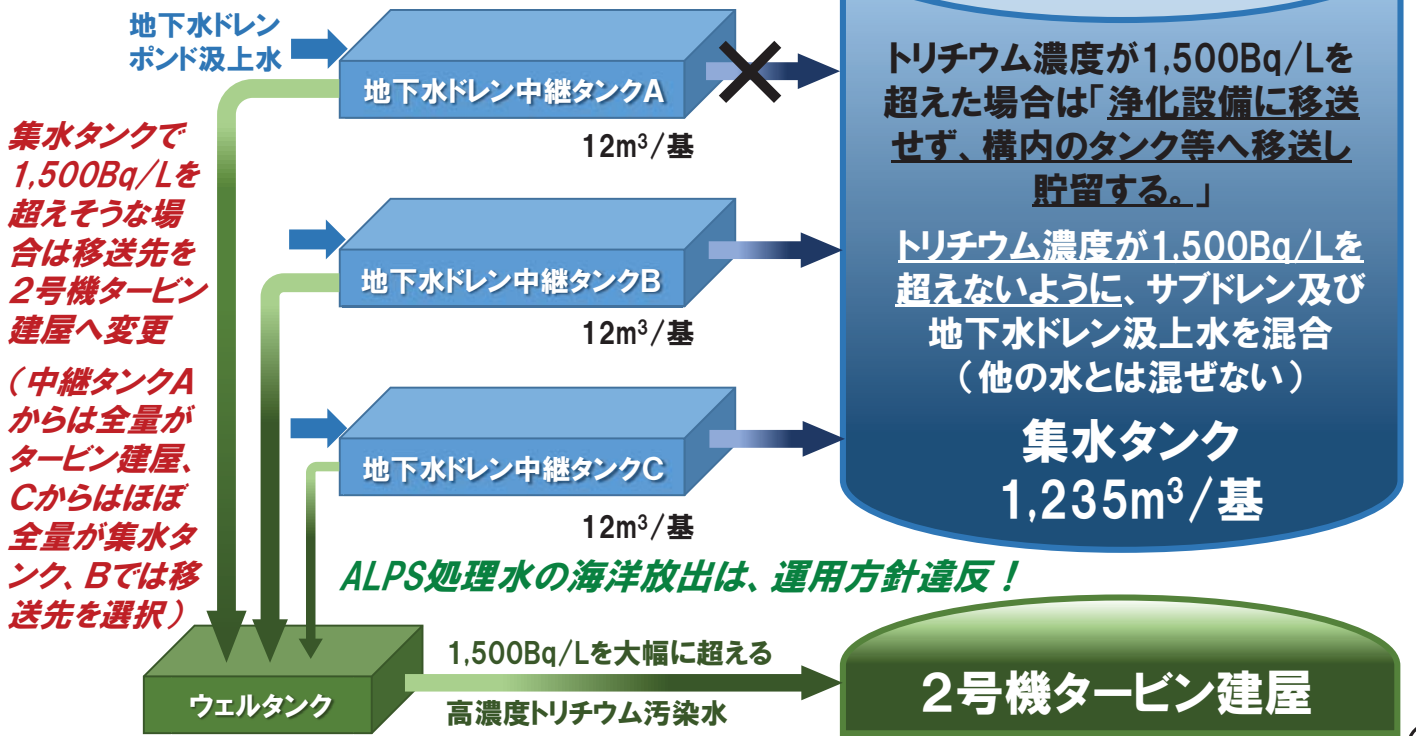 地下水ドレン
ポンド汲上水
地下水ドレン中継タンクA
12m³/基
集水タンクで
1,500Bq/Lを
超えそうな場
合は移送先を
2号機タービン
建屋へ変更
(中継タンクA
からは全量が
タービン建屋、
Cからはほぼ
全量が集水タ
ンク、Bでは移
送先を選択)
地下水ドレン中継タンクB
12m³/基
地下水ドレン中継タンクC
12m³/基
トリチウム濃度が1,500Bq/Lを
超えた場合は「浄化設備に移送
せず、構内のタンク等へ移送し
貯留する。」
トリチウム濃度が1,500Bq/Lを
超えないように、サブドレン及び
地下水ドレン汲上水を混合
(他の水とは混ぜない)
集水タンク
1,235m³/基
ALPS処理水の海洋放出は、運用方針違反!
ウェルタンク
1,500Bq/Lを大幅に超える
高濃度トリチウム汚染水
2号機タービン建屋